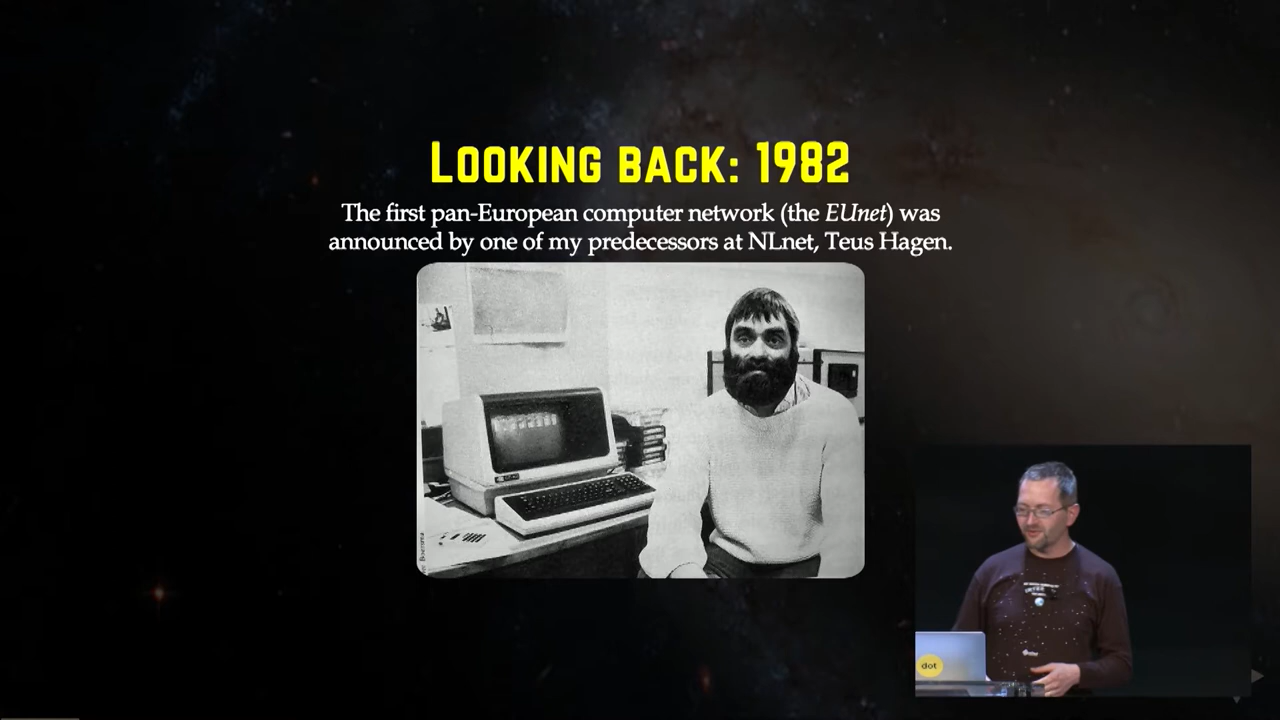 LOOKING BACK: 1982
The first pan-European computer network (the EUnet) was
announced by one of my predecessors at NLnet, Teus Hagen.
dot